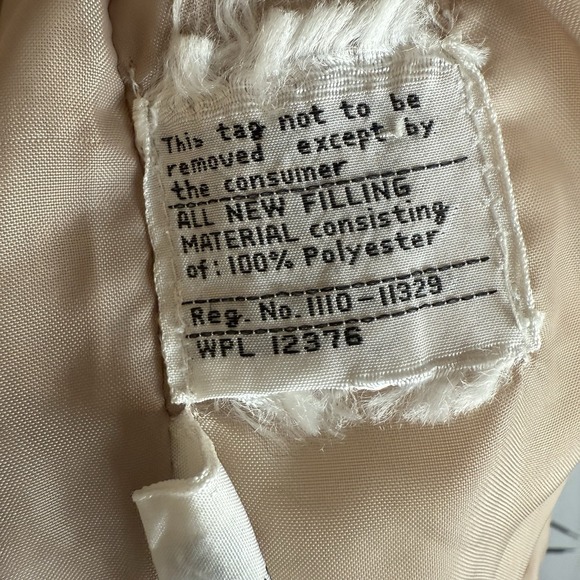 This tag not to be
removed except by
the consumer
ALL NEW FILLING
MATERIAL consisting
of: 100% Polyester
Reg. No. 1110-11329
WPL 12376